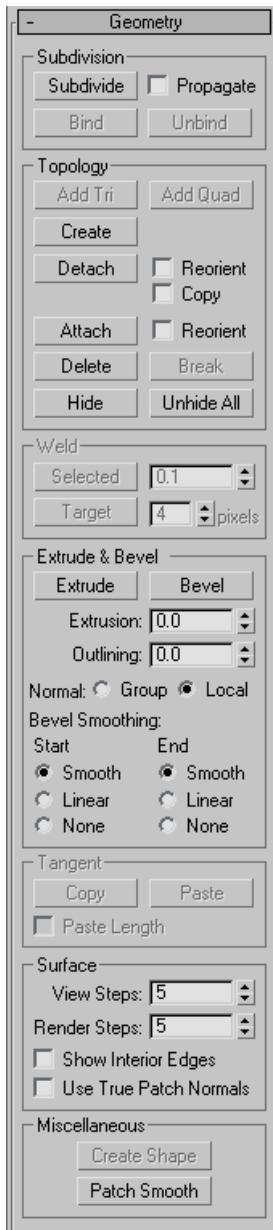 - Geometry
Subdivision
Subdivide Propagate
Bind Unbind
Topology
Add Tri Add Quad
Create
Detach Reorient
Copy
Attach Reorient
Delete Break
Hide Unhide All
Weld
Selected 0.1
Target 4 pixels
Extrude & Bevel
Extrude Bevel
Extrusion: 0.0
Outlining: 0.0
Normal: Group Local
Bevel Smoothing:
Start End
Smooth Smooth
Linear Linear
None None
Tangent
Copy Paste
Paste Length
Surface
View Steps: 5
Render Steps: 5
Show Interior Edges
Use True Patch Normals
Miscellaneous
Create Shape
Patch Smooth